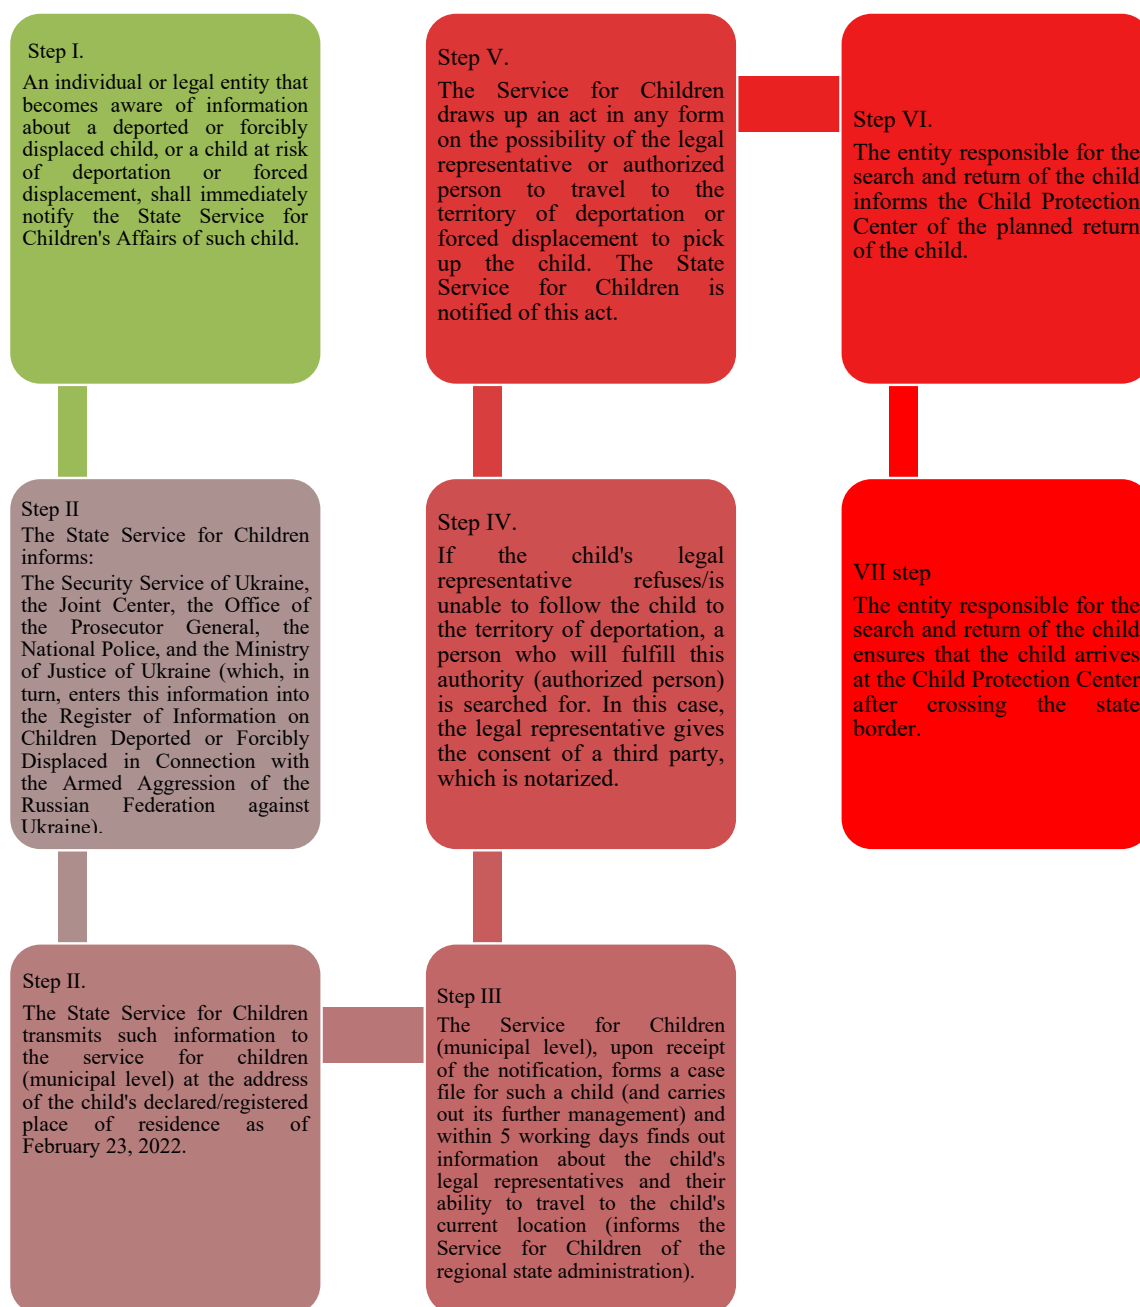 Step I.
An individual or legal entity that
becomes aware of information
about a deported or forcibly
displaced child, or a child at risk
of deportation or forced
displacement, shall immediately
notify the State Service for
Children's Affairs of such child.
Step II
The State Service for Children
informs:
The Security Service of Ukraine,
the Joint Center, the Office of
the Prosecutor General, the
National Police, and the Ministry
of Justice of Ukraine (which, in
turn, enters this information into
the Register of Information on
Children Deported or Forcibly
Displaced in Connection with
the Armed Aggression of the
Russian Federation against
Ukraine).
Step II.
The State Service for Children
transmits such information to
the service for children
(municipal level) at the address
of the child's declared/registered
place of residence as of
February 23, 2022.
Step III
The Service for Children
(municipal level), upon receipt
of the notification, forms a case
file for such a child (and carries
out its further management) and
within 5 working days finds out
information about the child's
legal representatives and their
ability to travel to the child's
current location (informs the
Service for Children of the
regional state administration).
Step IV.
If the child's legal
representative refuses/is
unable to follow the child to
the territory of deportation, a
person who will fulfill this
authority (authorized person)
is searched for. In this case,
the legal representative gives
the consent of a third party,
which is notarized.
Step V.
The Service for Children
draws up an act in any form
on the possibility of the legal
representative or authorized
person to travel to the
territory of deportation or
forced displacement to pick
up the child. The State
Service for Children is
notified of this act.
Step VI.
The entity responsible for the
search and return of the child
informs the Child Protection
Center of the planned return
of the child.
VII step
The entity responsible for the
search and return of the child
ensures that the child arrives
at the Child Protection Center
after crossing the state
border.